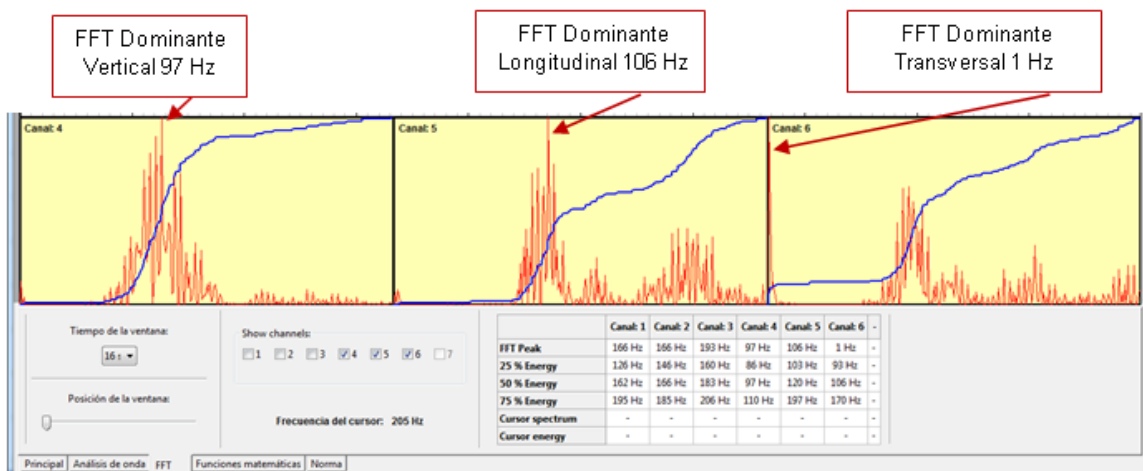 FFT Dominante
Vertical 97 Hz
FFT Dominante
Longitudinal 106 Hz
FFT Dominante
Transversal 1 Hz
Canal: 4
Canal: 5
Canal: 6
Tiempo de la ventana:
16 s
Posición de la ventana:
Show channels:
1 2 3 4 5 6 7
Frecuencia del cursor: 205 Hz
Canal: 1 Canal: 2 Canal: 3 Canal: 4 Canal: 5 Canal: 6 -
FFT Peak 166 Hz 166 Hz 193 Hz 97 Hz 106 Hz 1 Hz -
25 % Energy 126 Hz 146 Hz 160 Hz 86 Hz 103 Hz 93 Hz -
50 % Energy 162 Hz 166 Hz 183 Hz 97 Hz 120 Hz 106 Hz -
75 % Energy 195 Hz 185 Hz 206 Hz 110 Hz 197 Hz 170 Hz -
Cursor spectrum - - - - - - -
Cursor energy - - - - - - -
Principal Análisis de onda FFT Funciones matemáticas Norma